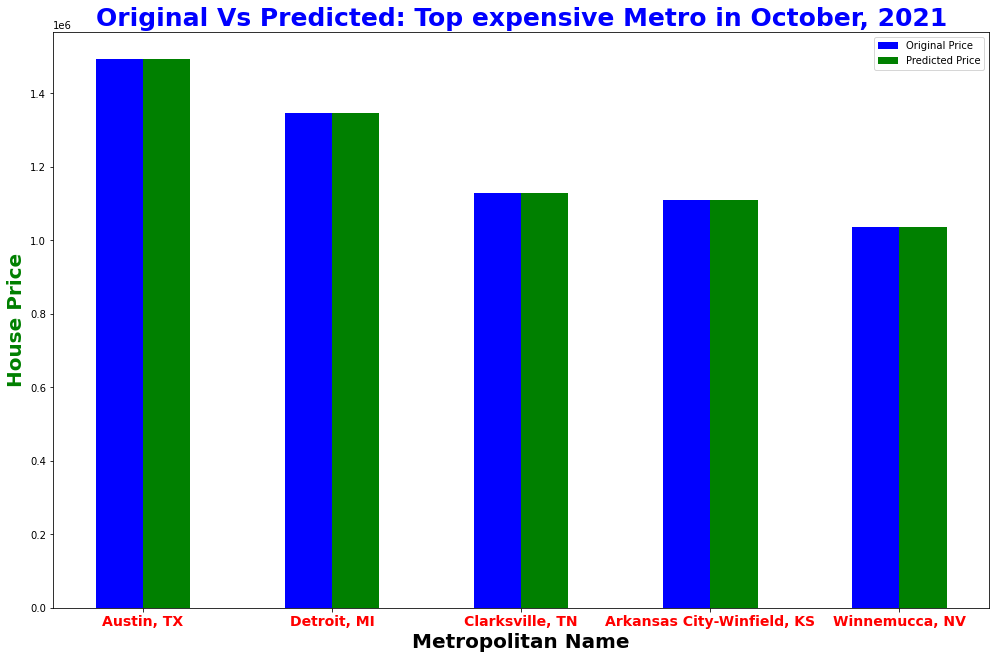 Original Vs Predicted: Top expensive Metro in October, 2021
1e6
Original Price
Predicted Price
1.4
1.2
1.0
0.8
0.6
0.4
0.2
0.0
House Price
Austin, TX
Detroit, MI
Clarksville, TN
Arkansas City-Winfield, KS
Winnemucca, NV
Metropolitan Name